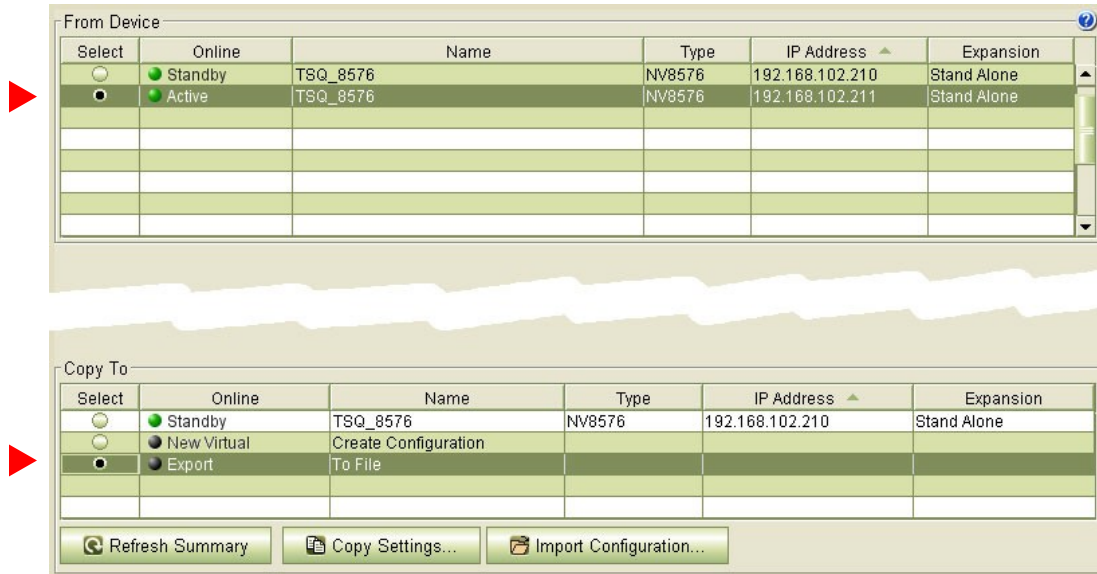 From Device
?
Select Online Name Type IP Address Expansion
Standby TSQ_8576 NV8576 192.168.102.210 Stand Alone
Active TSQ_8576 NV8576 192.168.102.211 Stand Alone
Copy To
Select Online Name Type IP Address Expansion
Standby TSQ_8576 NV8576 192.168.102.210 Stand Alone
New Virtual Create Configuration
Export To File
Refresh Summary Copy Settings... Import Configuration...